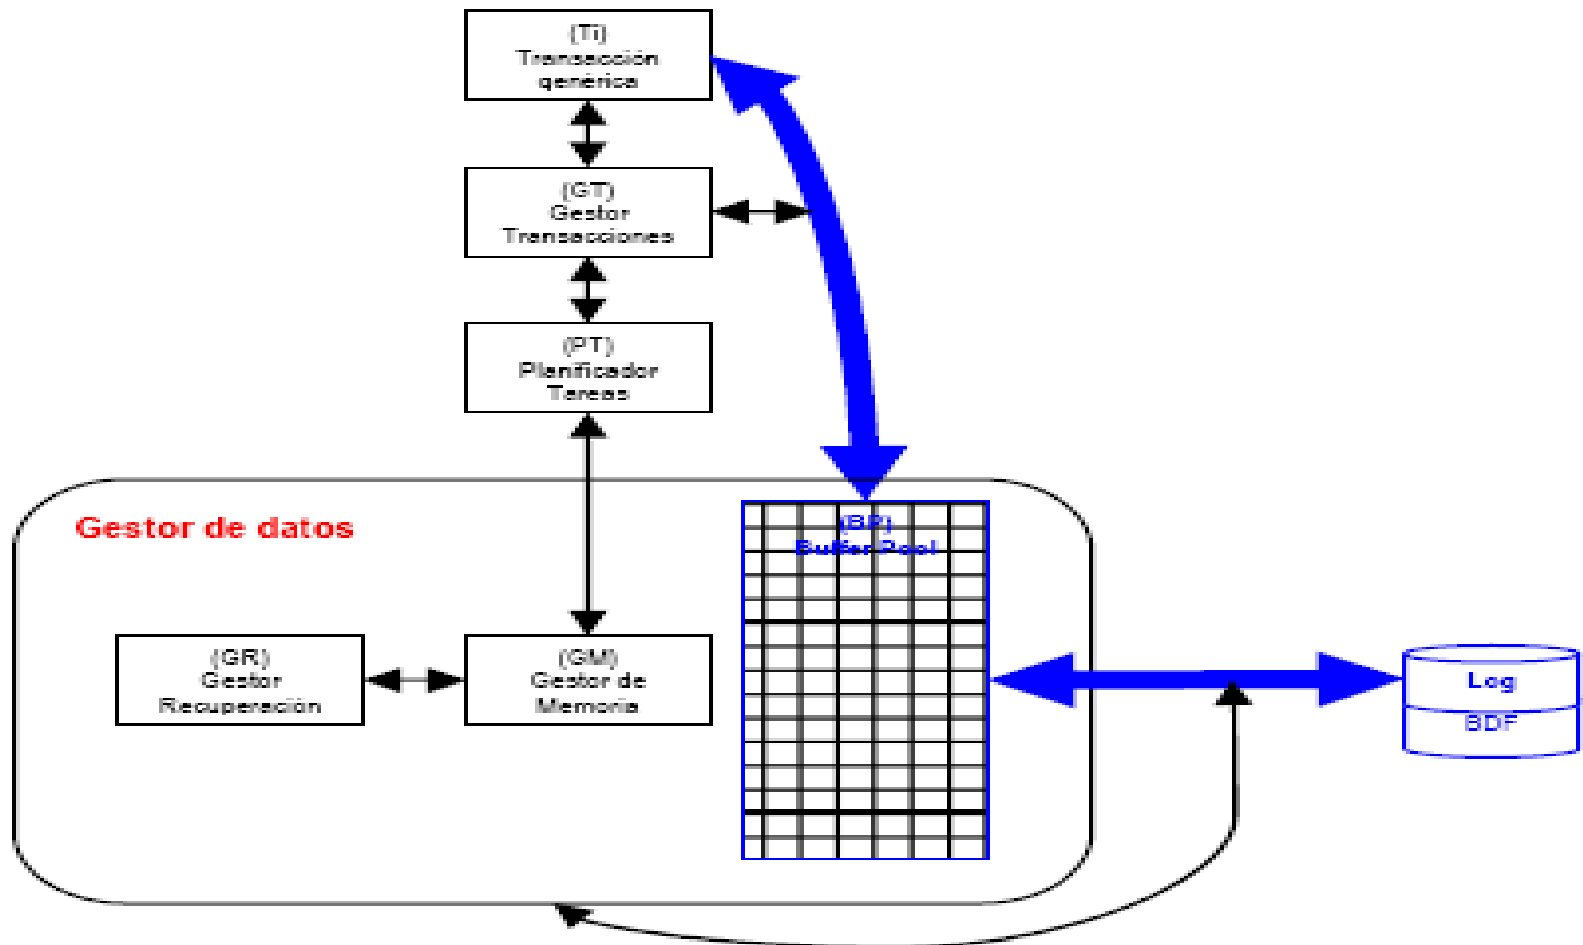 (Ti)
Transacción
genérica
(GT)
Gestor
Transacciones
(PT)
Planificador
Tareas
Gestor de datos
(BP)
Buffer Pool
(GR)
Gestor
Recuperación
(GM)
Gestor de
Memoria
Log
BDF